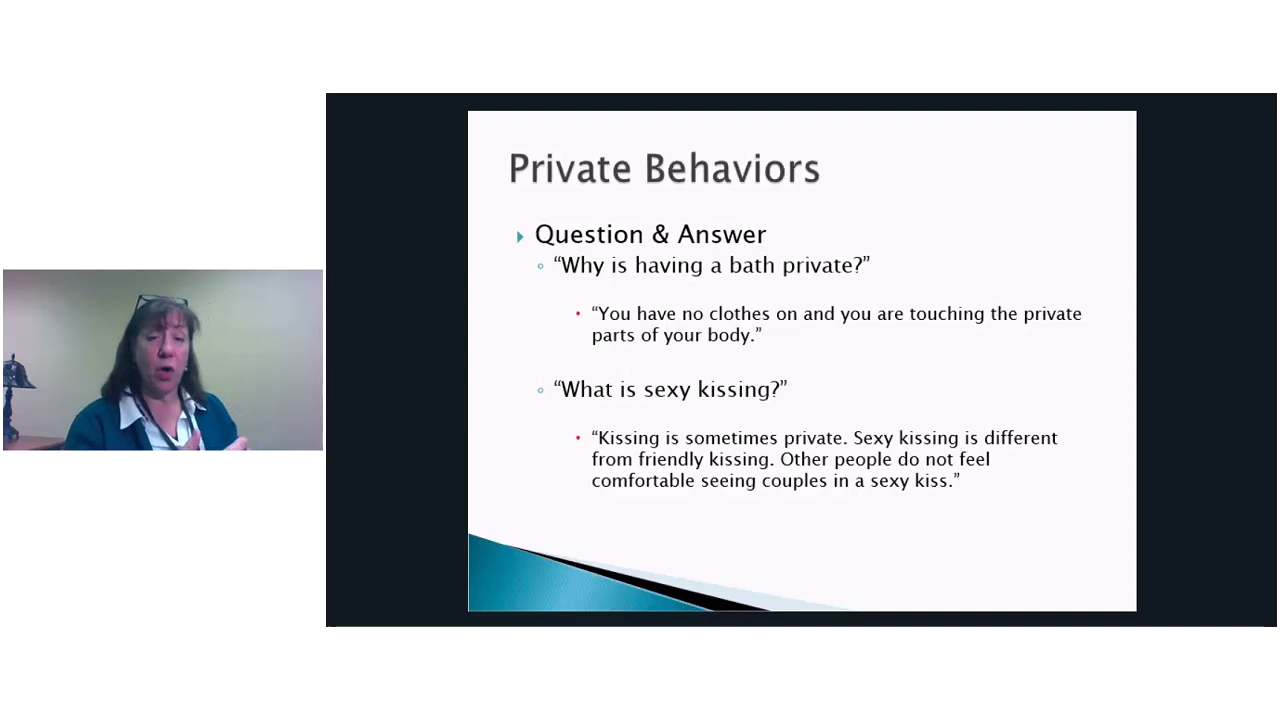 Private Behaviors
Question & Answer
“Why is having a bath private?”
“You have no clothes on and you are touching the private
parts of your body.”
“What is sexy kissing?”
“Kissing is sometimes private. Sexy kissing is different
from friendly kissing. Other people do not feel
comfortable seeing couples in a sexy kiss.”